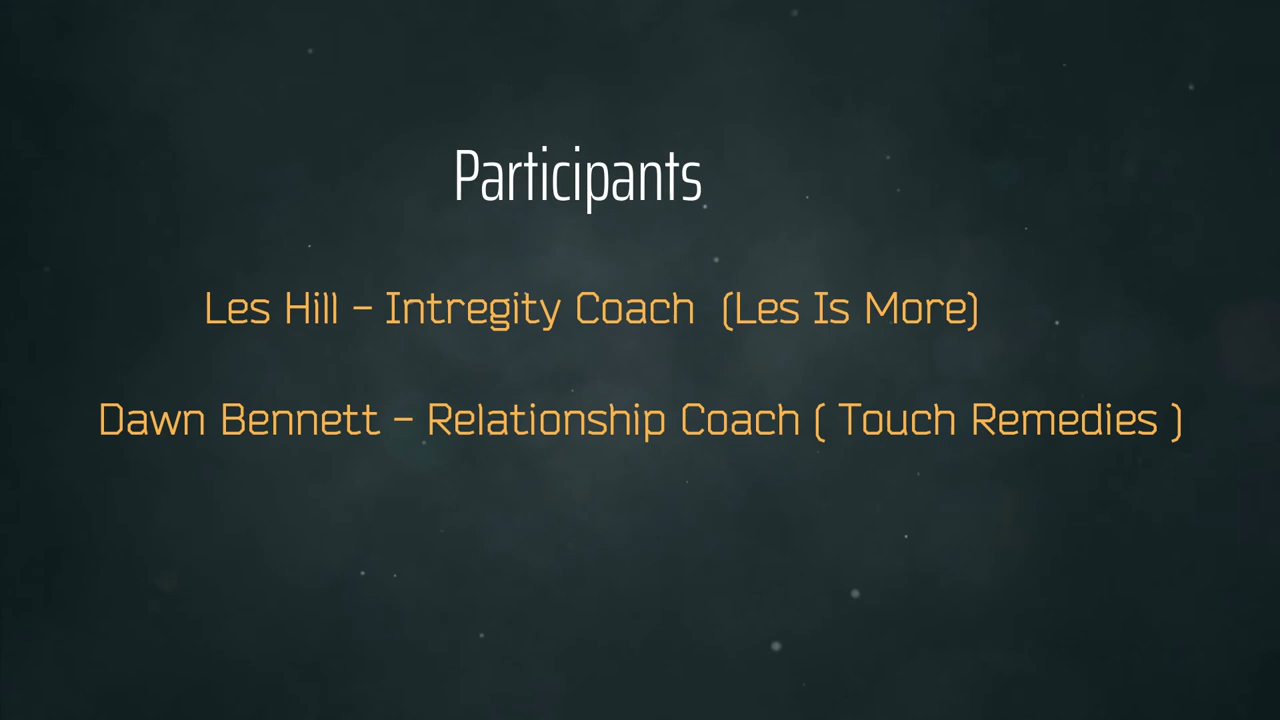 Participants
Les Hill – Intregity Coach (Les Is More)
Dawn Bennett – Relationship Coach ( Touch Remedies )